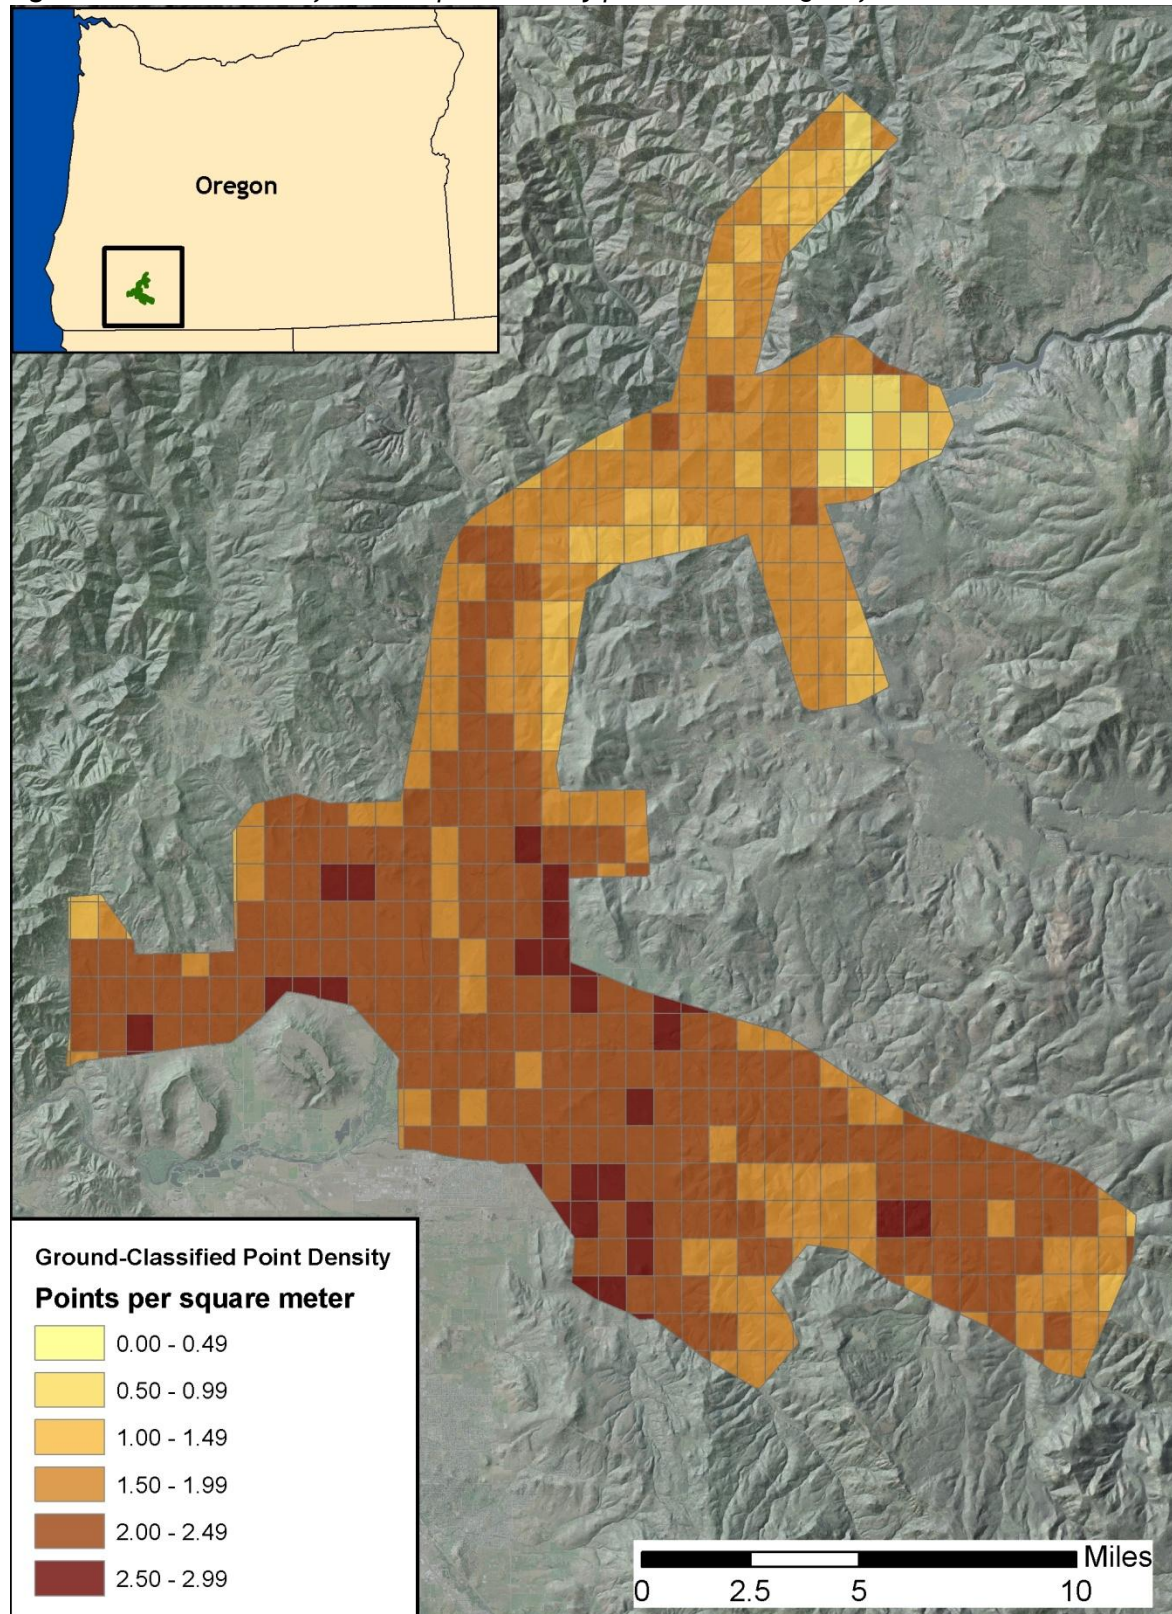 Oregon
Ground-Classified Point Density
Points per square meter
0.00 - 0.49
0.50 - 0.99
1.00 - 1.49
1.50 - 1.99
2.00 - 2.49
2.50 - 2.99
Miles
0 2.5 5 10